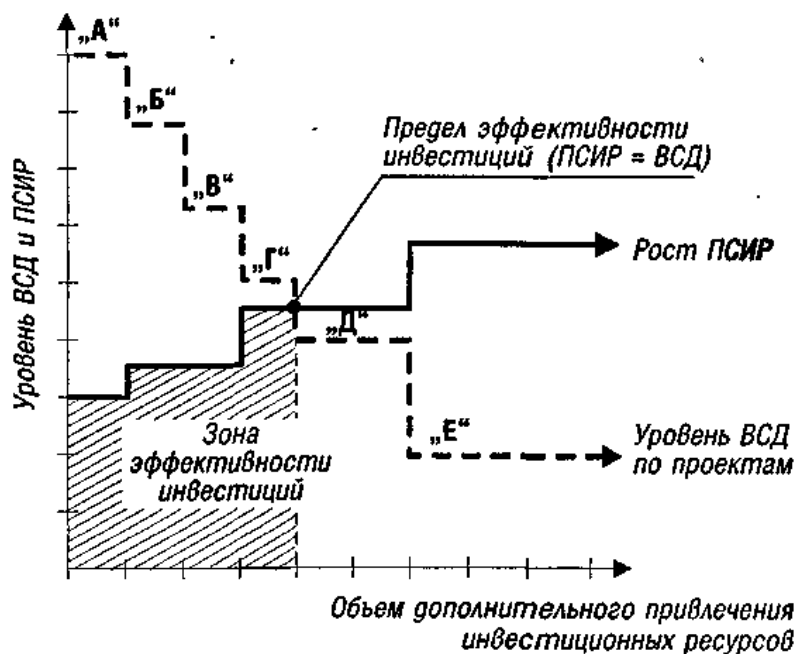 „А“
„Б“
„В“
„Г“
Предел эффективности
инвестиций (ПСИР = ВСД)
Рост ПСИР
„Д“
„Е“
Уровень ВСД
по проектам
Зона
эффективности
инвестиций
Уровень ВСД и ПСИР
Объем дополнительного привлечения
инвестиционных ресурсов